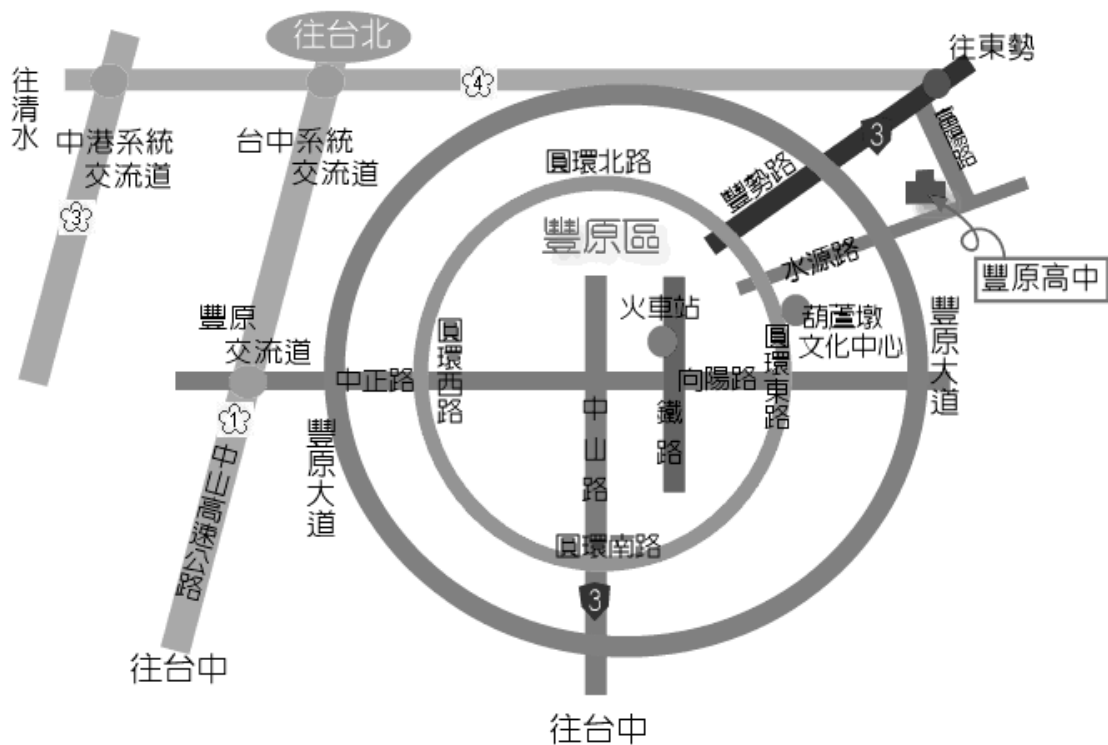 往台北
往東勢
往清水
4
中港系統
交流道
台中系統
交流道
3
圓環北路
豐勢路
3
3
豐原區
水源路
豐原高中
火車站
葫蘆墩
文化中心
豐原大道
豐原
交流道
圓環西路
圓環東路
中正路
向陽路
1
中山高速公路
豐原大道
中山路
鐵路
圓環南路
往台中
往台中